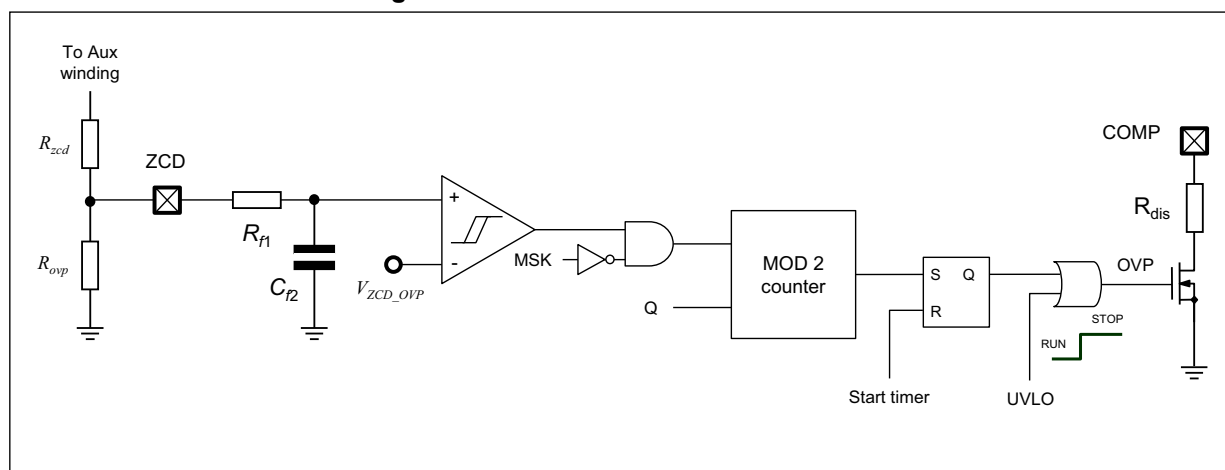 To Aux
winding
R_zcd
ZCD
R_f1
R_ovp
C_f2
+
-
V_ZCD_OVP
MSK
Q
MOD 2
counter
S Q
R
Start timer
OVP
RUN
STOP
UVLO
COMP
R_dis